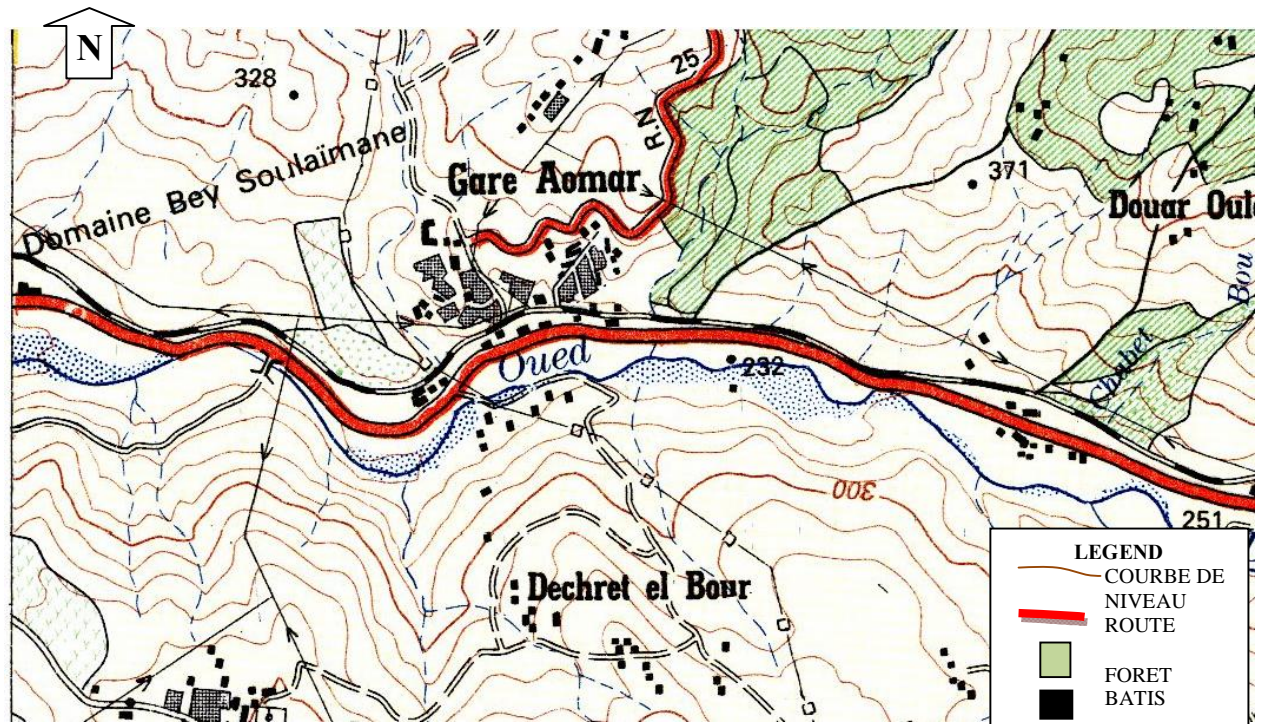 N
328
Domaine Bey Soulaïmane
R.N 25
Gare Aomar
371
Douar Oul
Chabet Bou
Oued
232
300
251
Dechret el Bour
LEGEND
COURBE DE
NIVEAU
ROUTE
FORET
BATIS